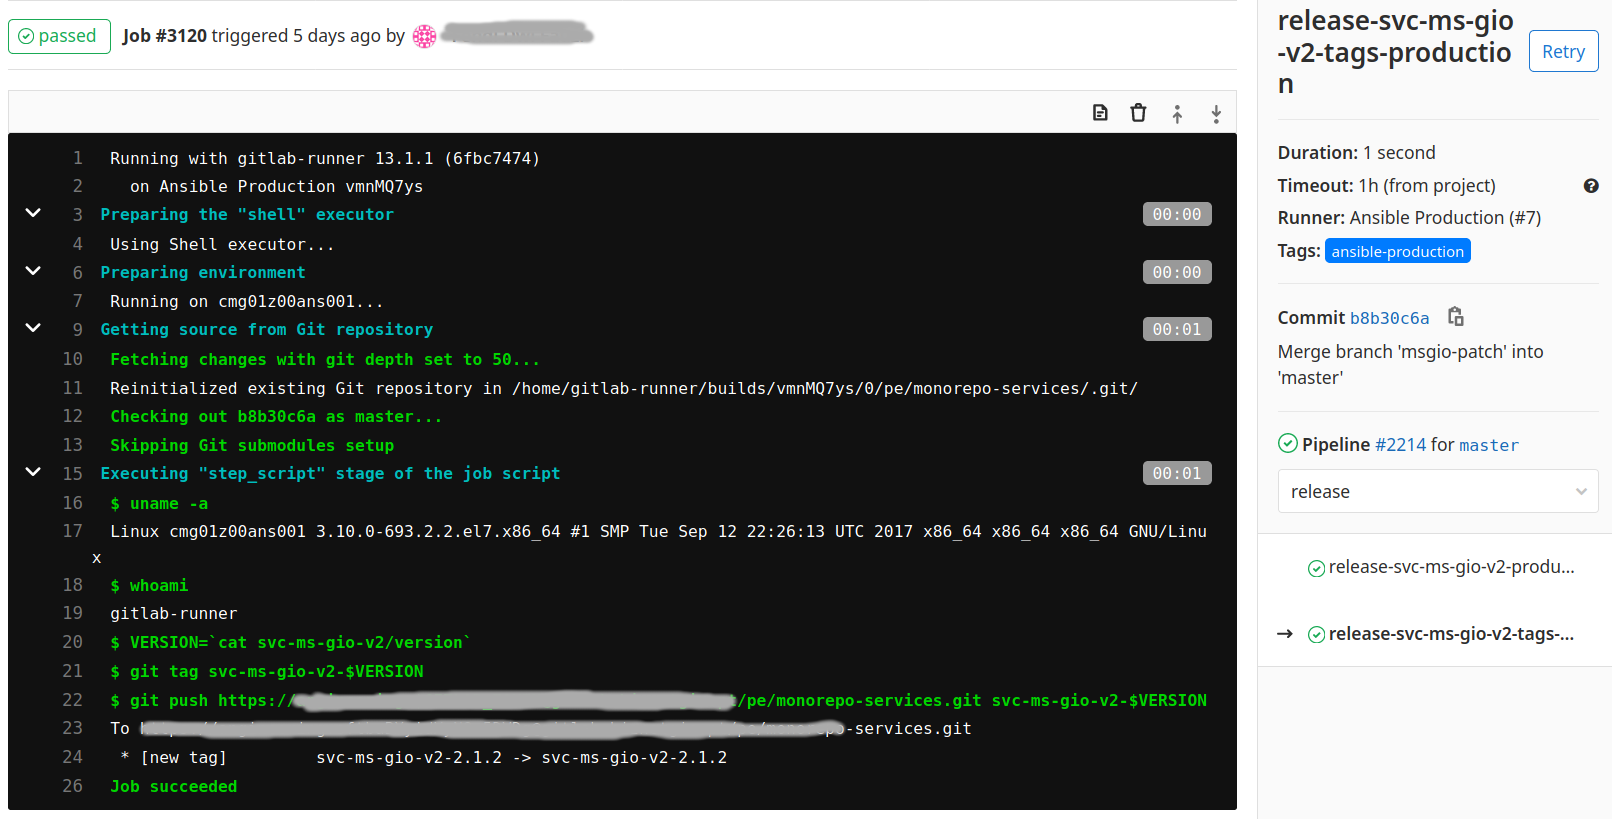 passed Job #3120 triggered 5 days ago by
1 Running with gitlab-runner 13.1.1 (6fbc7474)
2 on Ansible Production vmnMQ7ys
3 Preparing the "shell" executor 00:00
4 Using Shell executor...
6 Preparing environment 00:00
7 Running on cmg01z00ans001...
9 Getting source from Git repository 00:01
10 Fetching changes with git depth set to 50...
11 Reinitialized existing Git repository in /home/gitlab-runner/builds/vmnMQ7ys/0/pe/monorepo-services/.git/
12 Checking out b8b30c6a as master...
13 Skipping Git submodules setup
15 Executing "step_script" stage of the job script 00:01
16 $ uname -a
17 Linux cmg01z00ans001 3.10.0-693.2.2.el7.x86_64 #1 SMP Tue Sep 12 22:26:13 UTC 2017 x86_64 x86_64 x86_64 GNU/Linu
x
18 $ whoami
19 gitlab-runner
20 $ VERSION=`cat svc-ms-gio-v2/version`
21 $ git tag svc-ms-gio-v2-$VERSION
22 $ git push https:// /pe/monorepo-services.git svc-ms-gio-v2-$VERSION
23 To -services.git
24 * [new tag] svc-ms-gio-v2-2.1.2 -> svc-ms-gio-v2-2.1.2
26 Job succeeded
release-svc-ms-gio
-v2-tags-productio
n
Retry
Duration: 1 second
Timeout: 1h (from project)
Runner: Ansible Production (#7)
Tags: ansible-production
Commit b8b30c6a
Merge branch 'msgio-patch' into
'master'
Pipeline #2214 for master
release
release-svc-ms-gio-v2-produ...
→ release-svc-ms-gio-v2-tags-...